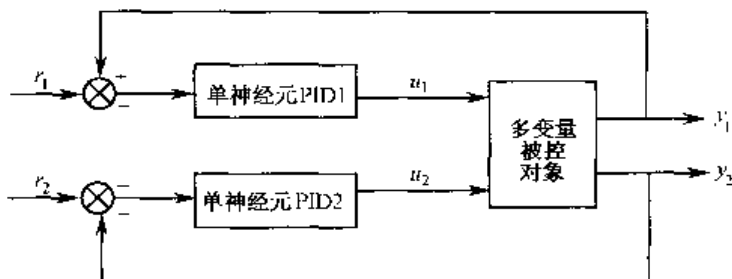 r₁
+
−
单神经元PID1
u₁
多变量
被控
对象
y₁
r₂
−
−
单神经元PID2
u₂
y₂